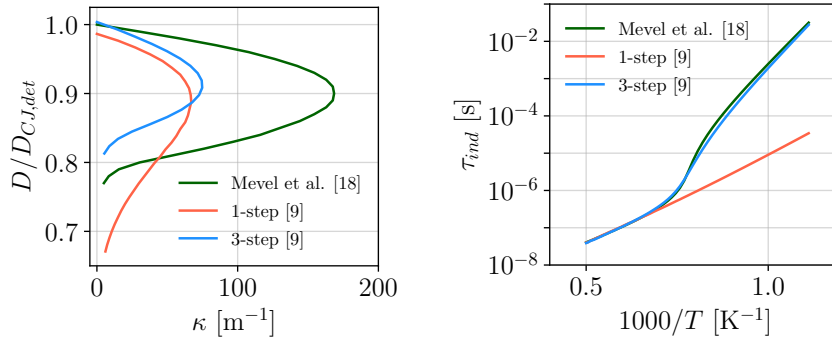 1.0
0.9
0.8
0.7
D/D_{CJ,det}
0
100
200
κ [m⁻¹]
Mevel et al. [18]
1-step [9]
3-step [9]
10⁻²
10⁻⁴
10⁻⁶
10⁻⁸
τ_{ind} [s]
0.5
1.0
1000/T [K⁻¹]
Mevel et al. [18]
1-step [9]
3-step [9]